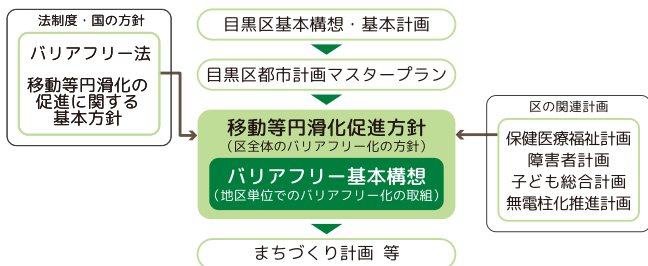 法制度・国の方針
バリアフリー法
移動等円滑化の
促進に関する
基本方針
目黒区基本構想・基本計画
目黒区都市計画マスタープラン
移動等円滑化促進方針
（区全体のバリアフリー化の方針）
バリアフリー基本構想
（地区単位でのバリアフリー化の取組）
まちづくり計画 等
区の関連計画
保健医療福祉計画
障害者計画
子ども総合計画
無電柱化推進計画